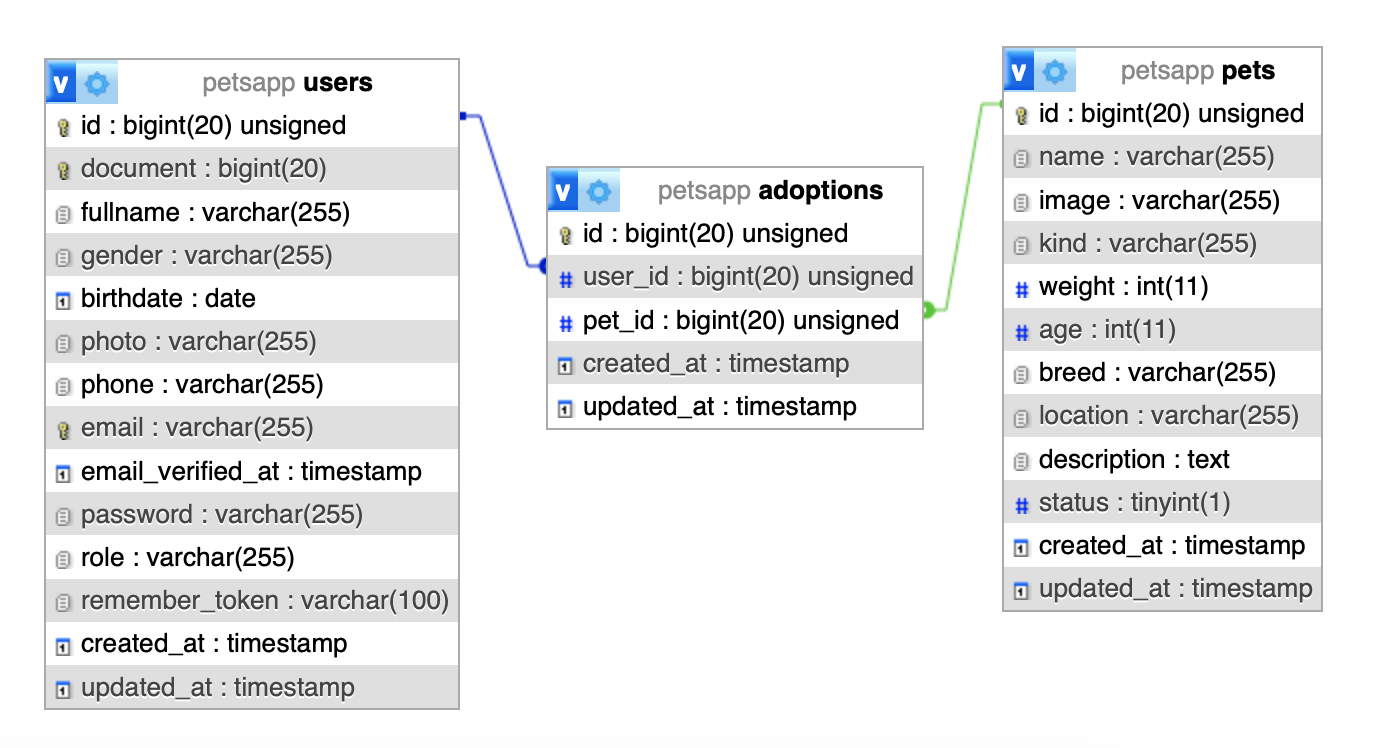 v petsapp users
id : bigint(20) unsigned
document : bigint(20)
fullname : varchar(255)
gender : varchar(255)
birthdate : date
photo : varchar(255)
phone : varchar(255)
email : varchar(255)
email_verified_at : timestamp
password : varchar(255)
role : varchar(255)
remember_token : varchar(100)
created_at : timestamp
updated_at : timestamp
v petsapp adoptions
id : bigint(20) unsigned
# user_id : bigint(20) unsigned
# pet_id : bigint(20) unsigned
created_at : timestamp
updated_at : timestamp
v petsapp pets
id : bigint(20) unsigned
name : varchar(255)
image : varchar(255)
kind : varchar(255)
# weight : int(11)
# age : int(11)
breed : varchar(255)
location : varchar(255)
description : text
# status : tinyint(1)
created_at : timestamp
updated_at : timestamp